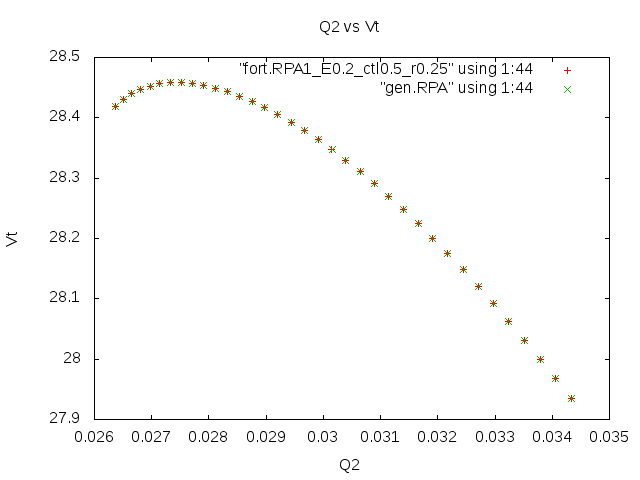 Q2 vs Vt
"fort.RPA1_E0.2_ctl0.5_r0.25" using 1:44
"gen.RPA" using 1:44
28.5
28.4
28.3
28.2
28.1
28
27.9
Vt
0.026 0.027 0.028 0.029 0.03 0.031 0.032 0.033 0.034 0.035
Q2